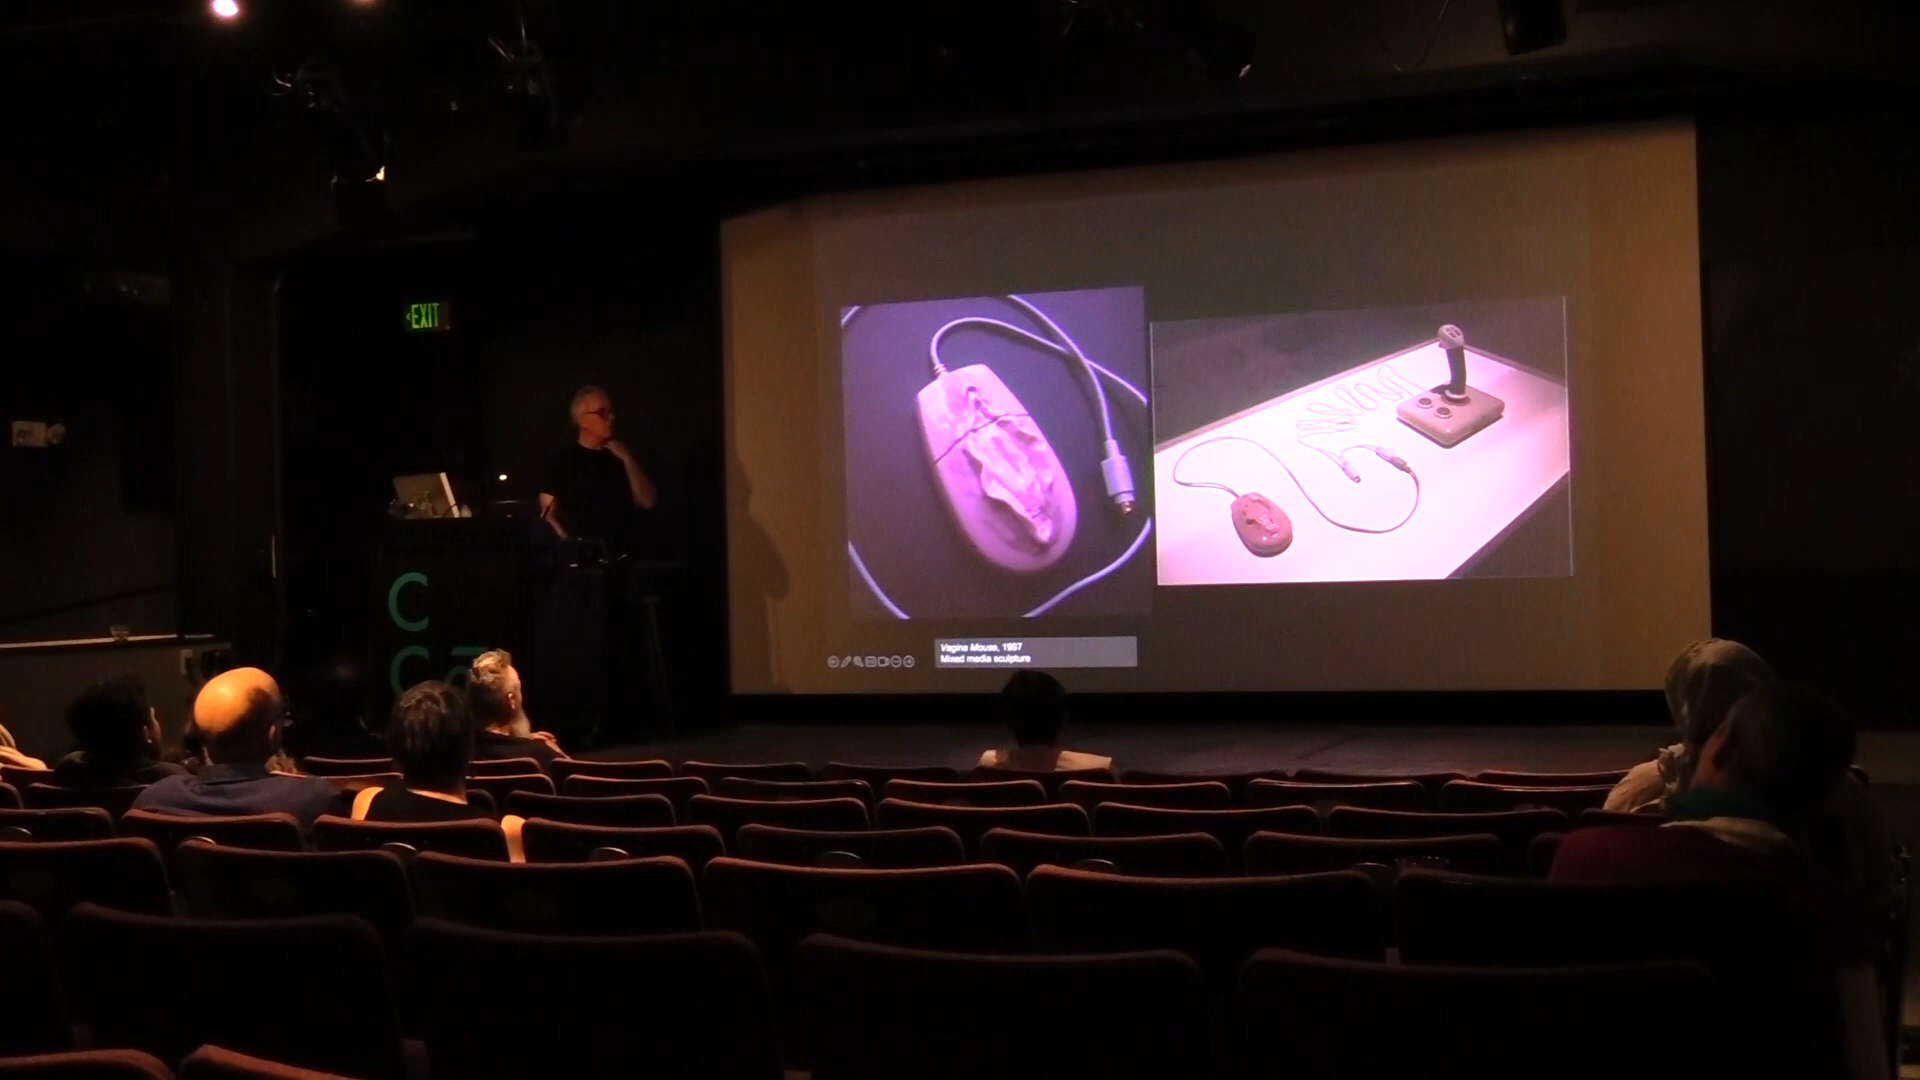 EXIT
C
C a
Vagina Mouse, 1997
Mixed media sculpture